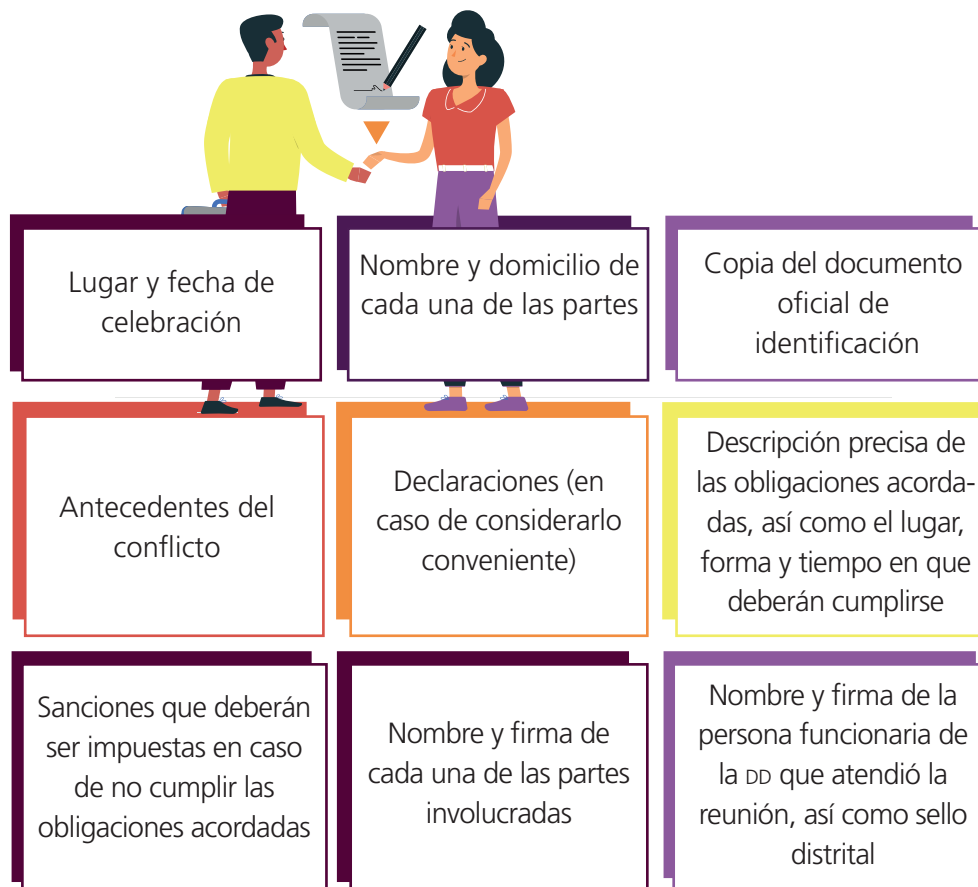 Lugar y fecha de
celebración
Nombre y domicilio de
cada una de las partes
Copia del documento
oficial de
identificación
Antecedentes del
conflicto
Declaraciones (en
caso de considerarlo
conveniente)
Descripción precisa de
las obligaciones acorda-
das, así como el lugar,
forma y tiempo en que
deberán cumplirse
Sanciones que deberán
ser impuestas en caso
de no cumplir las
obligaciones acordadas
Nombre y firma de
cada una de las partes
involucradas
Nombre y firma de la
persona funcionaria de
la DD que atendió la
reunión, así como sello
distrital